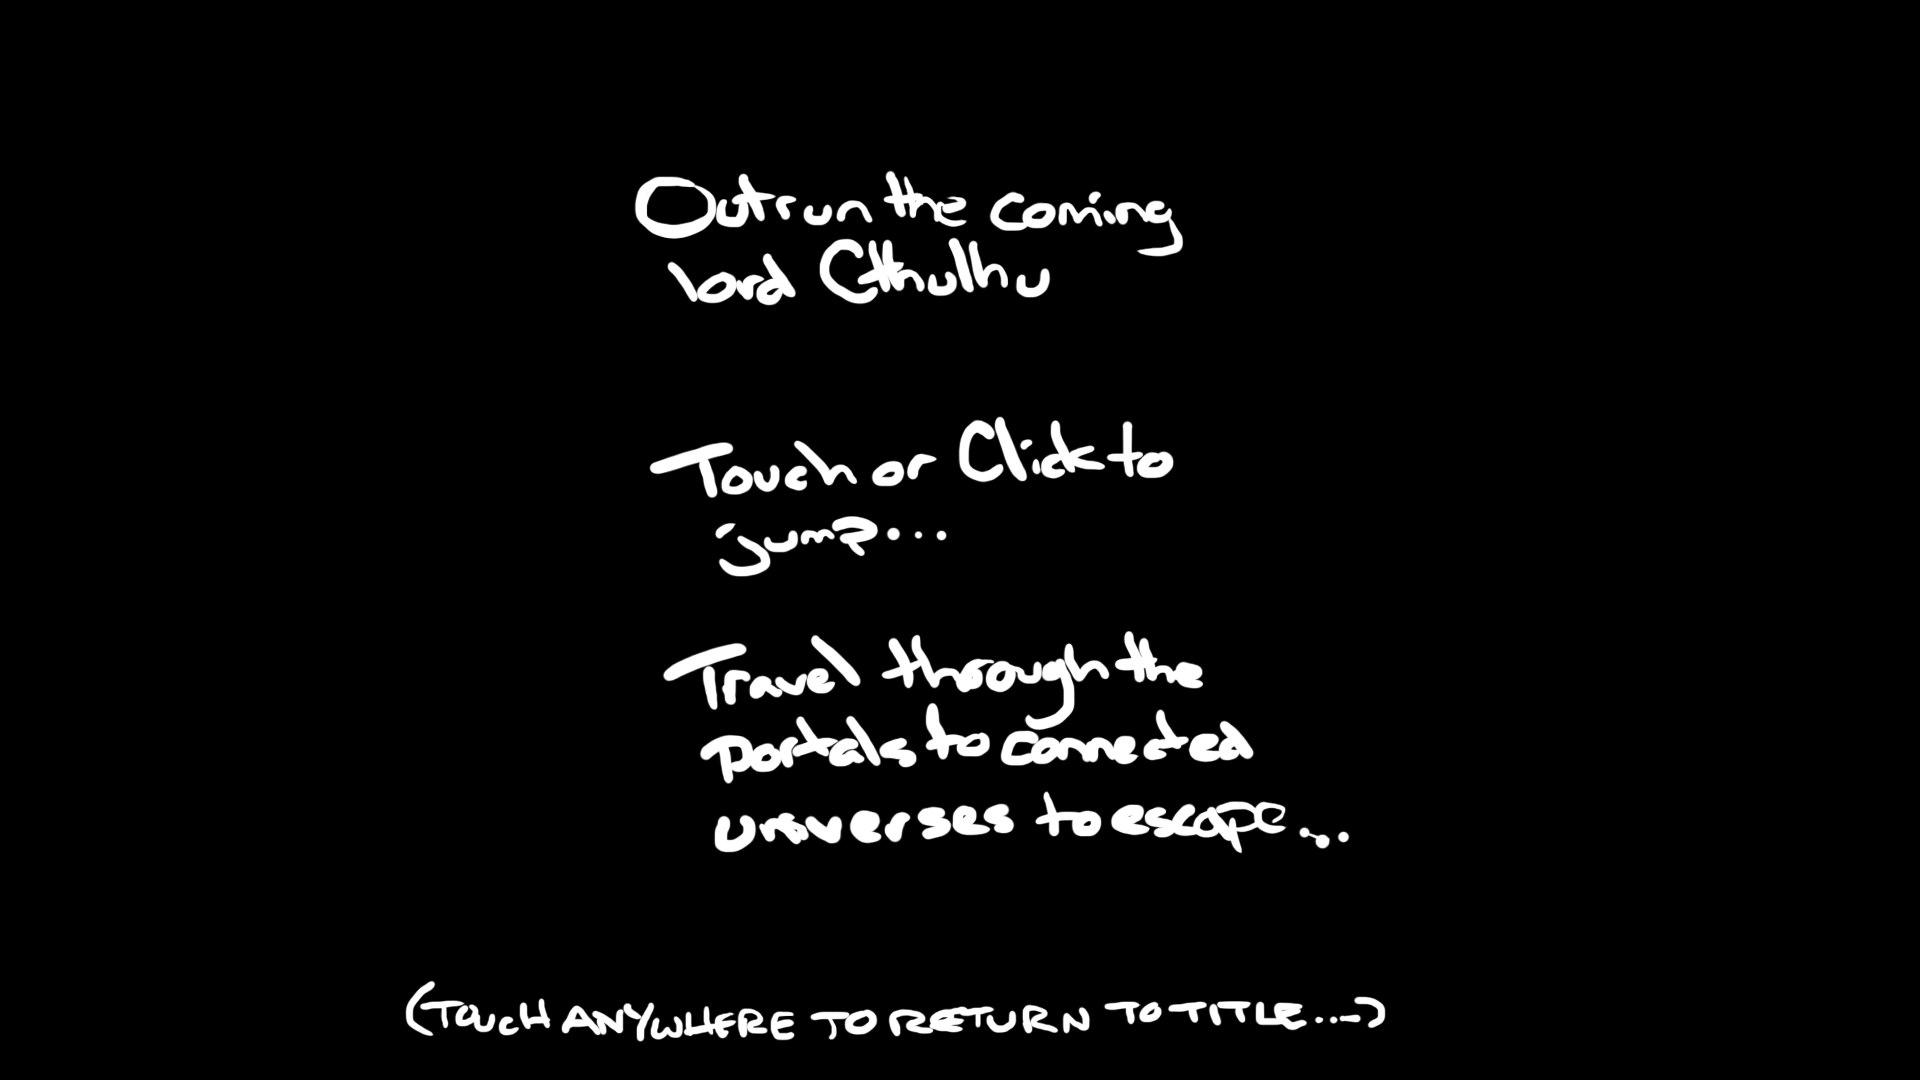 Outrun the coming
lord Cthulhu
Touch or Click to
jump...
Travel through the
portals to connected
universes to escape...
(TOUCH ANYWHERE TO RETURN TO TITLE...)